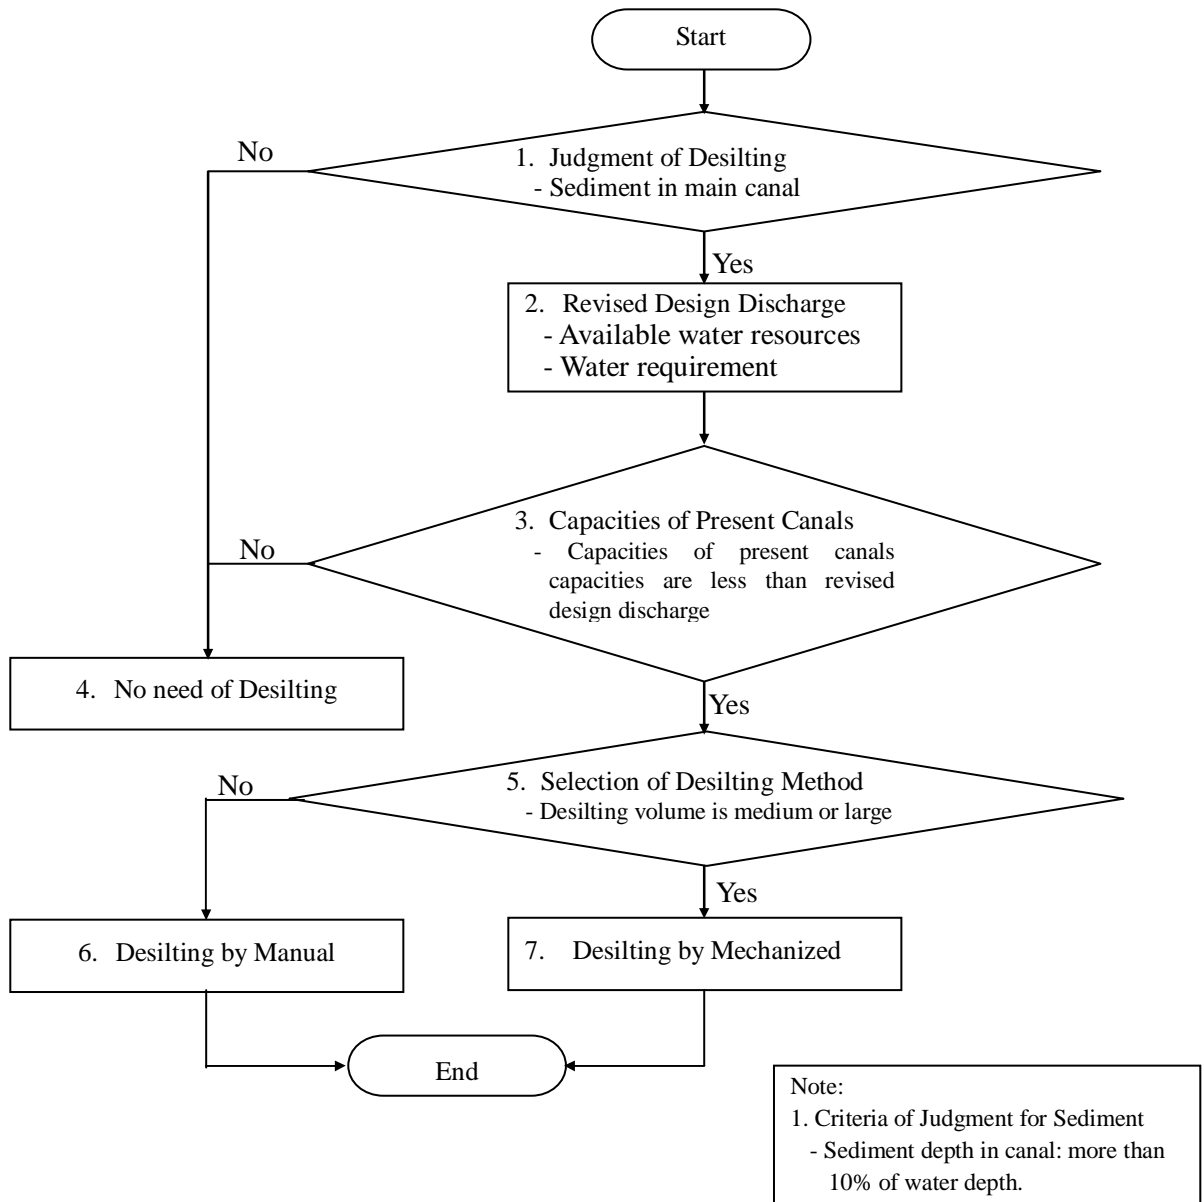 Start
No
1. Judgment of Desilting
- Sediment in main canal
Yes
2. Revised Design Discharge
- Available water resources
- Water requirement
3. Capacities of Present Canals
- Capacities of present canals
capacities are less than revised
design discharge
No
4. No need of Desilting
Yes
5. Selection of Desilting Method
- Desilting volume is medium or large
No
Yes
6. Desilting by Manual
7. Desilting by Mechanized
End
Note:
1. Criteria of Judgment for Sediment
- Sediment depth in canal: more than
10% of water depth.